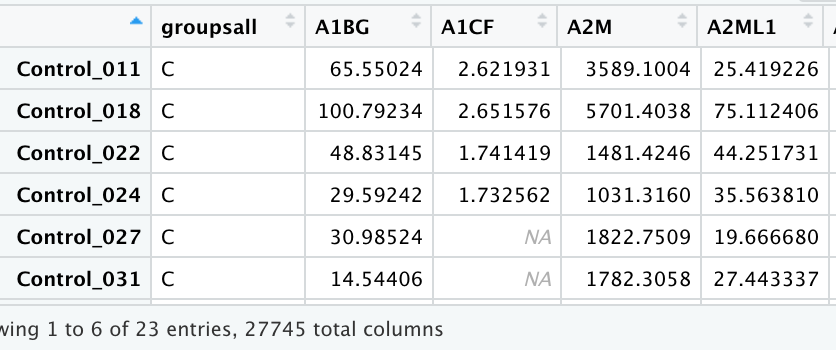 groupsall A1BG A1CF A2M A2ML1
Control_011 C 65.55024 2.621931 3589.1004 25.419226
Control_018 C 100.79234 2.651576 5701.4038 75.112406
Control_022 C 48.83145 1.741419 1481.4246 44.251731
Control_024 C 29.59242 1.732562 1031.3160 35.563810
Control_027 C 30.98524 NA 1822.7509 19.666680
Control_031 C 14.54406 NA 1782.3058 27.443337
wing 1 to 6 of 23 entries, 27745 total columns